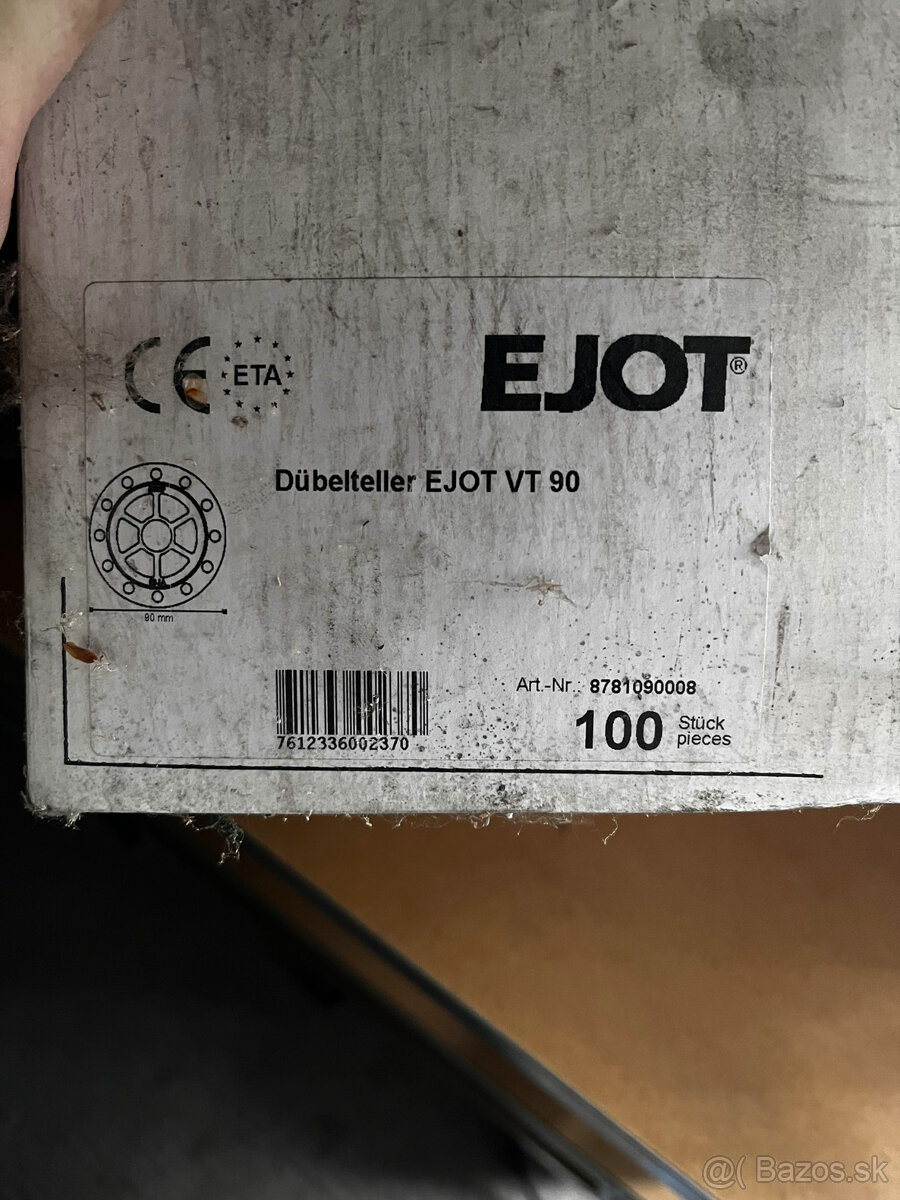 CE ETA
EJOT®
Dübelteller EJOT VT 90
90 mm
Art.-Nr.: 8781090008
7612336002370
100 Stück
pieces
@( Bazos.sk